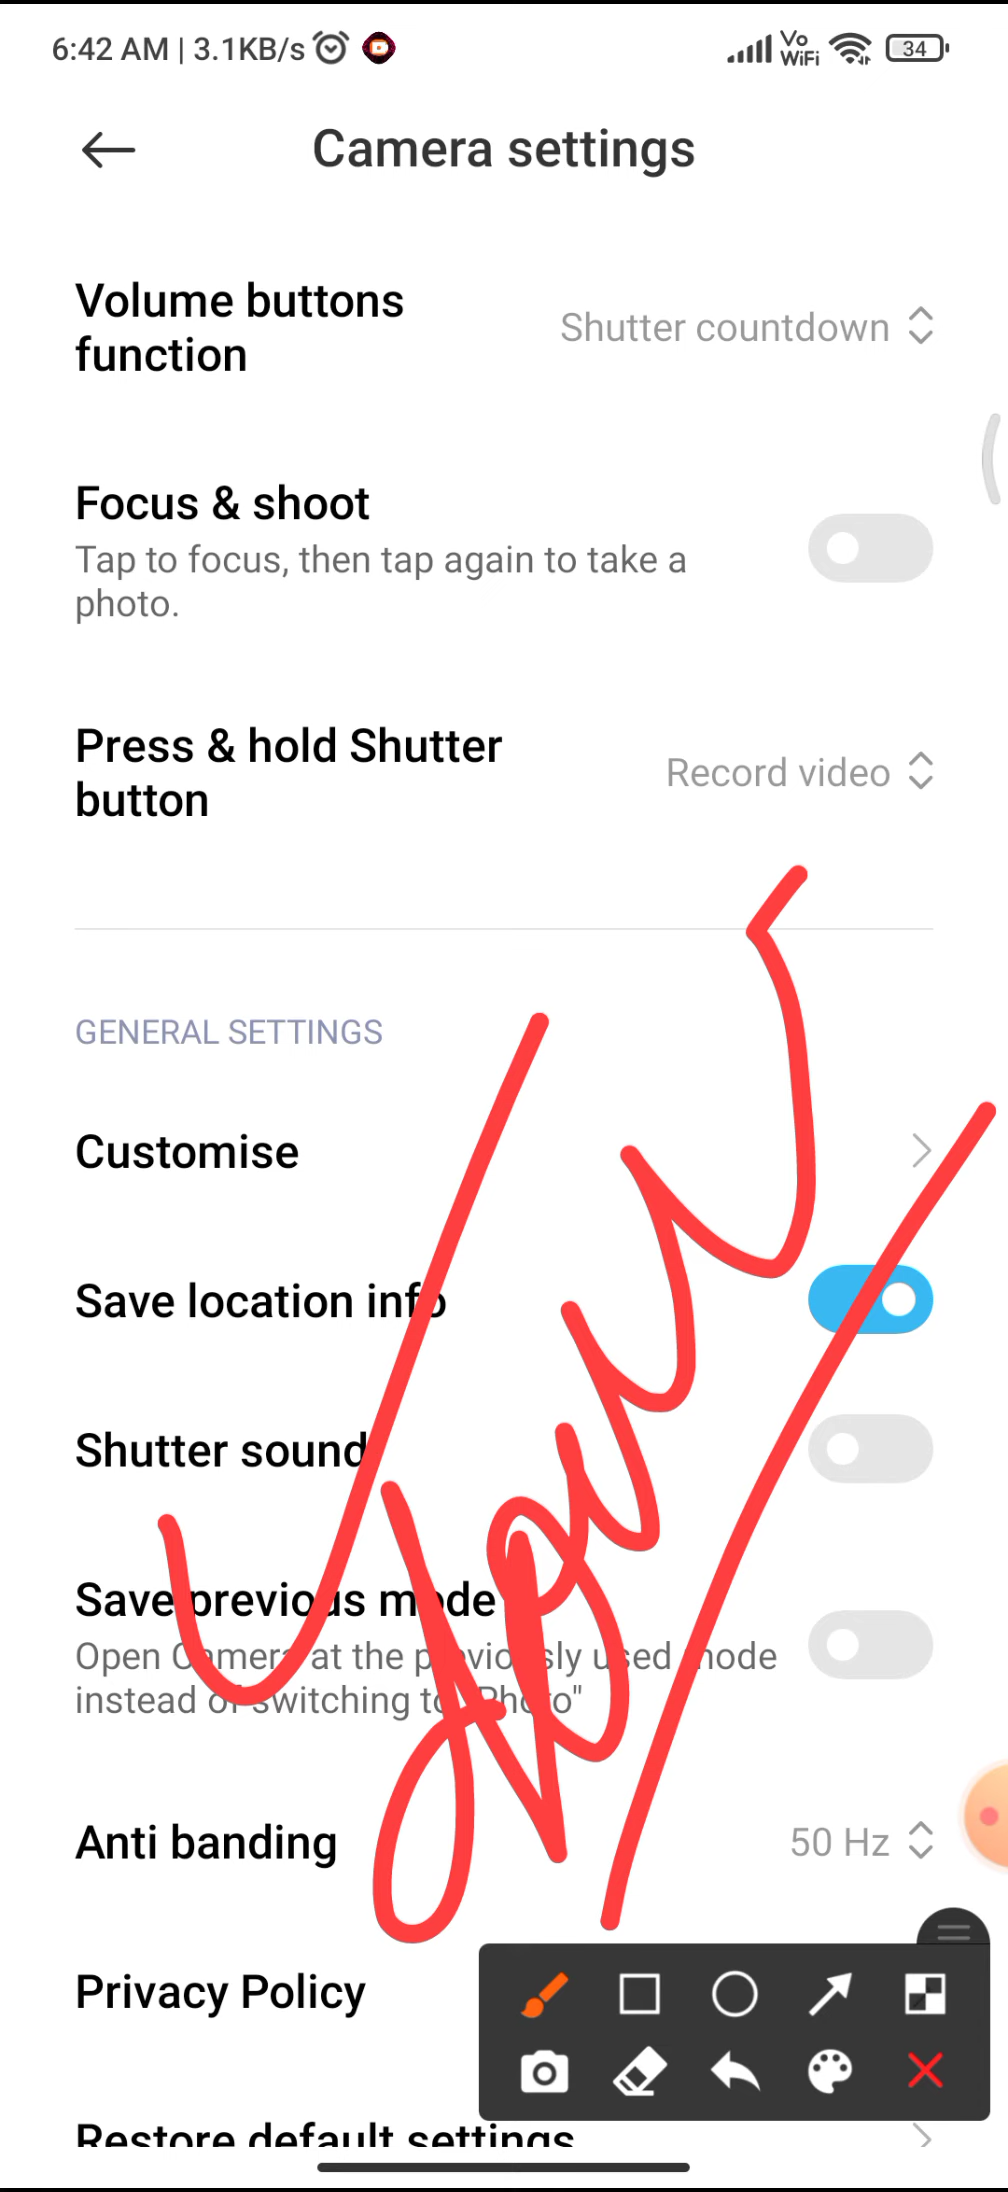 6:42 AM | 3.1KB/s Vo WiFi 34
Camera settings
Volume buttons
function
Shutter countdown
Focus & shoot
Tap to focus, then tap again to take a
photo.
Press & hold Shutter
button
Record video
GENERAL SETTINGS
Customise
Save location info
Shutter sound
Save previous mode
Open Camera at the previously used mode
instead of switching to "Photo"
Anti banding
50 Hz
Privacy Policy
Restore default settings